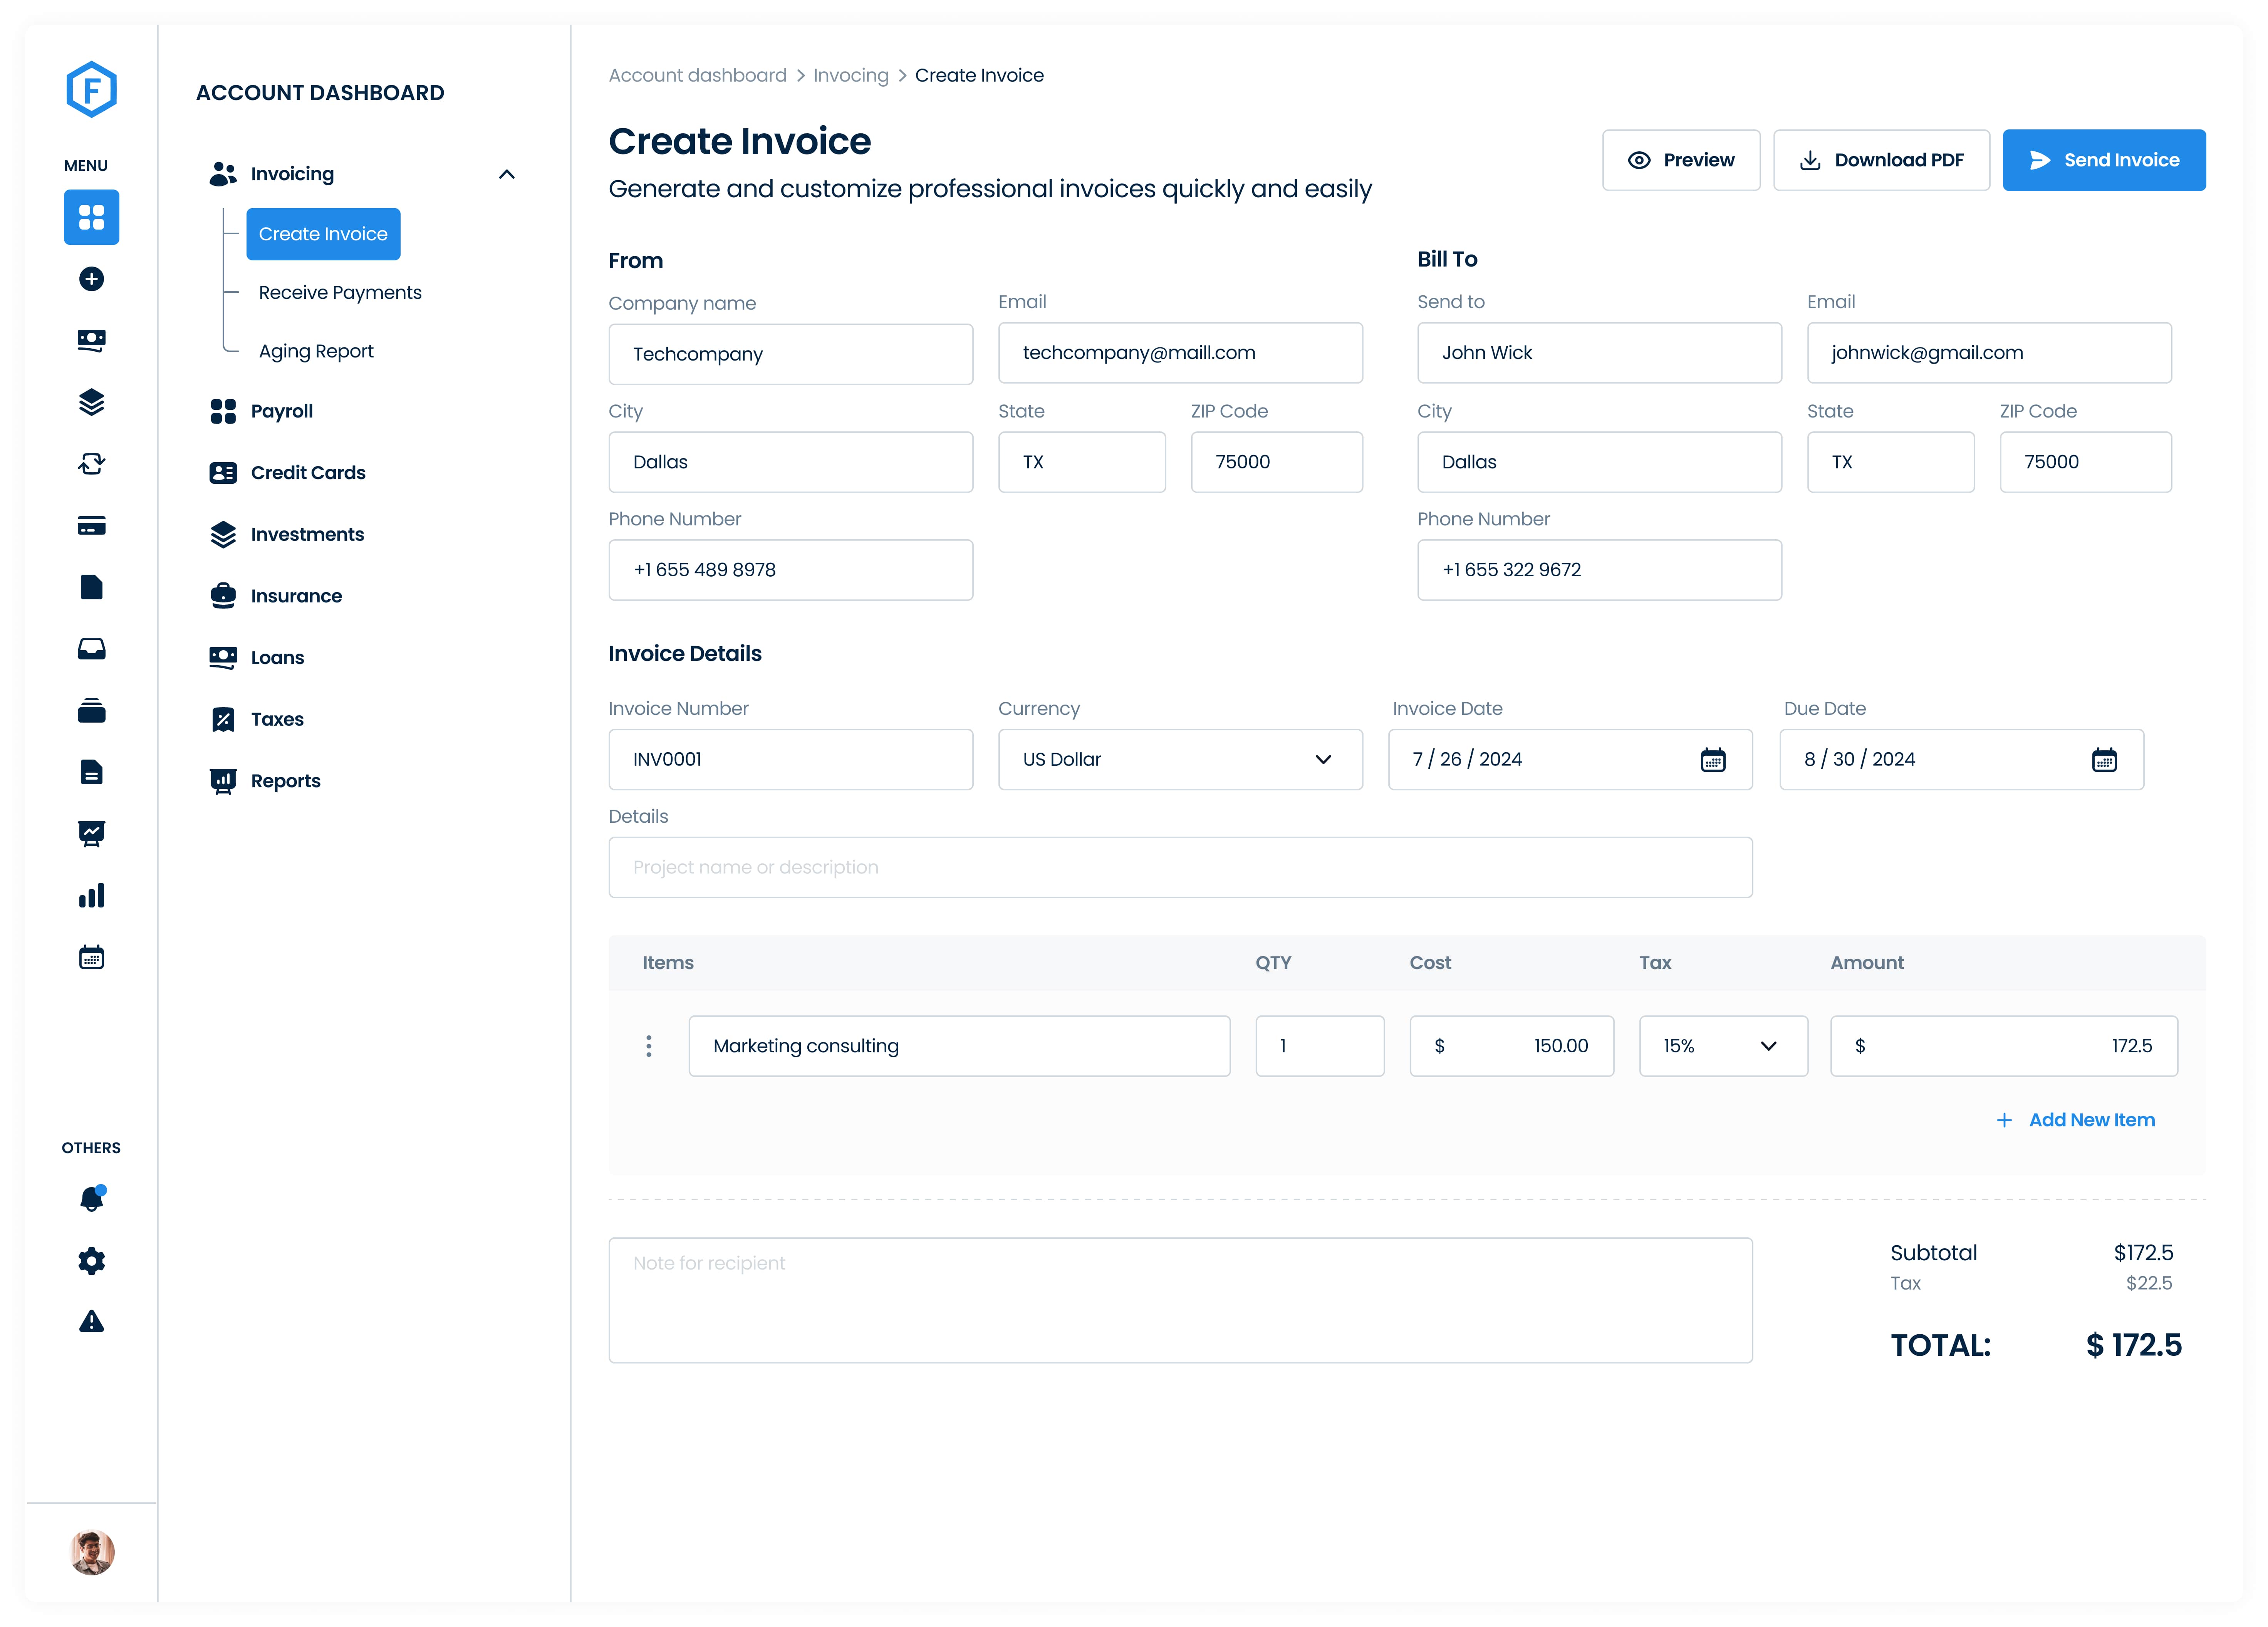 F
MENU
OTHERS
ACCOUNT DASHBOARD
Invoicing
Create Invoice
Receive Payments
Aging Report
Payroll
Credit Cards
Investments
Insurance
Loans
Taxes
Reports
Account dashboard > Invocing > Create Invoice
Create Invoice
Generate and customize professional invoices quickly and easily
Preview
Download PDF
Send Invoice
From
Company name
Email
Techcompany
techcompany@maill.com
City
State
ZIP Code
Dallas
TX
75000
Phone Number
+1 655 489 8978
Bill To
Send to
Email
John Wick
johnwick@gmail.com
City
State
ZIP Code
Dallas
TX
75000
Phone Number
+1 655 322 9672
Invoice Details
Invoice Number
Currency
Invoice Date
Due Date
INV0001
US Dollar
7 / 26 / 2024
8 / 30 / 2024
Details
Project name or description
Items
QTY
Cost
Tax
Amount
Marketing consulting
1
$ 150.00
15%
$ 172.5
+ Add New Item
Note for recipient
Subtotal $172.5
Tax $22.5
TOTAL: $ 172.5